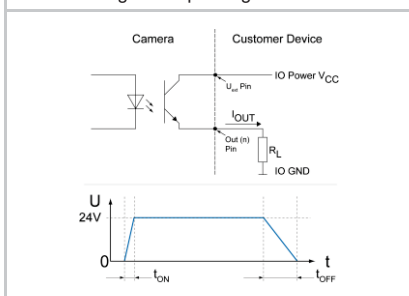 Camera
Customer Device
IO Power VCC
Uext Pin
IOUT
Out (n)
Pin
RL
IO GND
U
24V
0
t
tON
tOFF